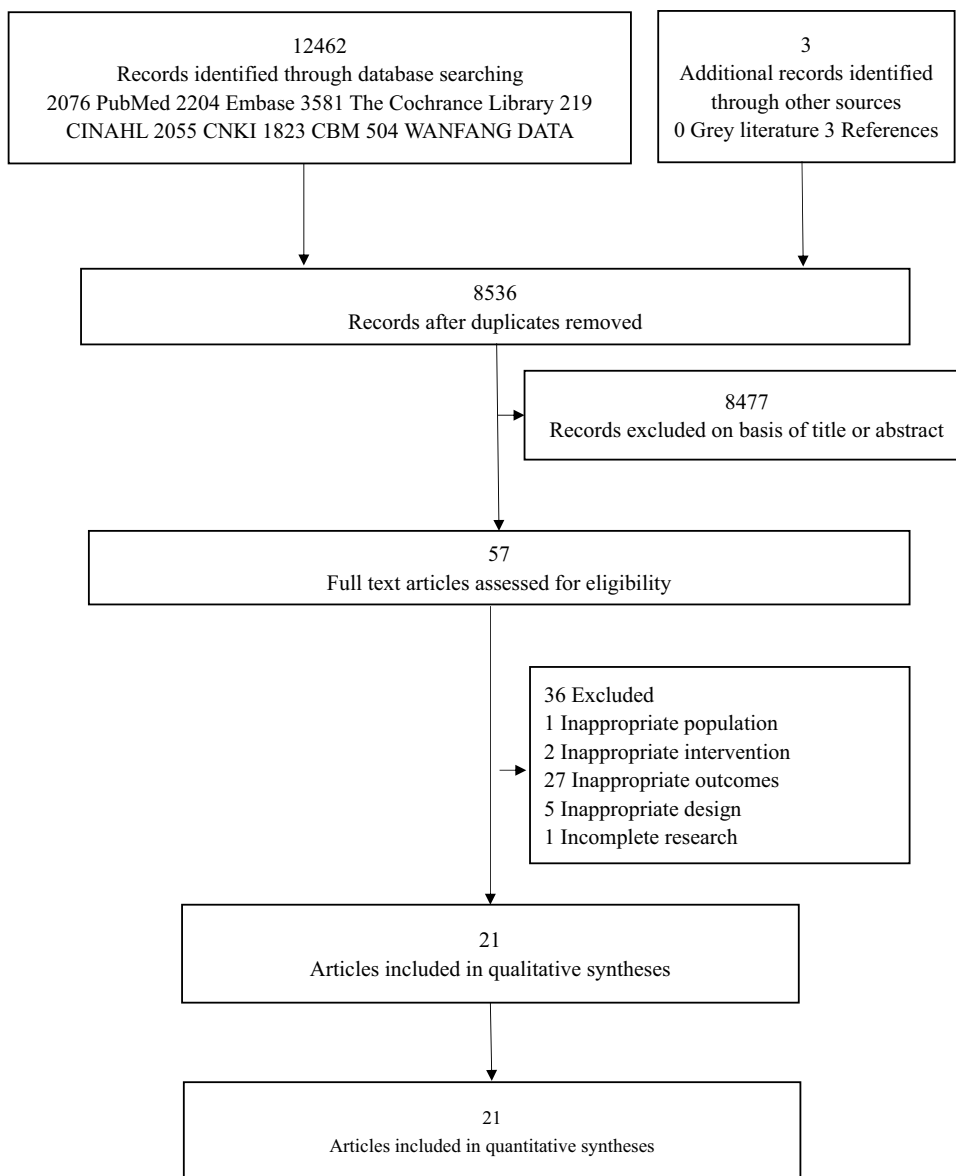 12462
Records identified through database searching
2076 PubMed 2204 Embase 3581 The Cochrance Library 219
CINAHL 2055 CNKI 1823 CBM 504 WANFANG DATA
3
Additional records identified
through other sources
0 Grey literature 3 References
8536
Records after duplicates removed
8477
Records excluded on basis of title or abstract
57
Full text articles assessed for eligibility
36 Excluded
1 Inappropriate population
2 Inappropriate intervention
27 Inappropriate outcomes
5 Inappropriate design
1 Incomplete research
21
Articles included in qualitative syntheses
21
Articles included in quantitative syntheses